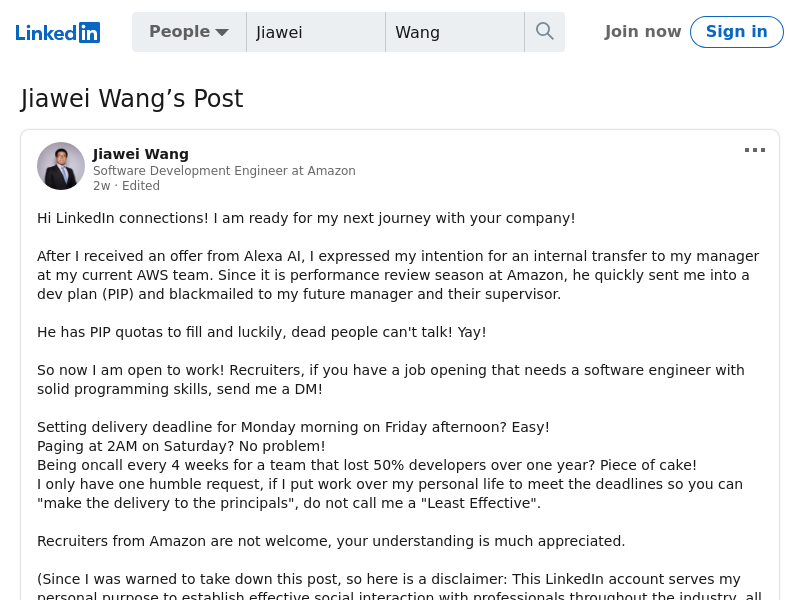 Linked in
People
Jiawei
Wang
Join now
Sign in
Jiawei Wang’s Post
Jiawei Wang
Software Development Engineer at Amazon
2w · Edited
Hi LinkedIn connections! I am ready for my next journey with your company!
After I received an offer from Alexa AI, I expressed my intention for an internal transfer to my manager
at my current AWS team. Since it is performance review season at Amazon, he quickly sent me into a
dev plan (PIP) and blackmailed to my future manager and their supervisor.
He has PIP quotas to fill and luckily, dead people can't talk! Yay!
So now I am open to work! Recruiters, if you have a job opening that needs a software engineer with
solid programming skills, send me a DM!
Setting delivery deadline for Monday morning on Friday afternoon? Easy!
Paging at 2AM on Saturday? No problem!
Being oncall every 4 weeks for a team that lost 50% developers over one year? Piece of cake!
I only have one humble request, if I put work over my personal life to meet the deadlines so you can
"make the delivery to the principals", do not call me a "Least Effective".
Recruiters from Amazon are not welcome, your understanding is much appreciated.
(Since I was warned to take down this post, so here is a disclaimer: This LinkedIn account serves my
personal purpose to establish effective social interaction with professionals throughout the industry, all